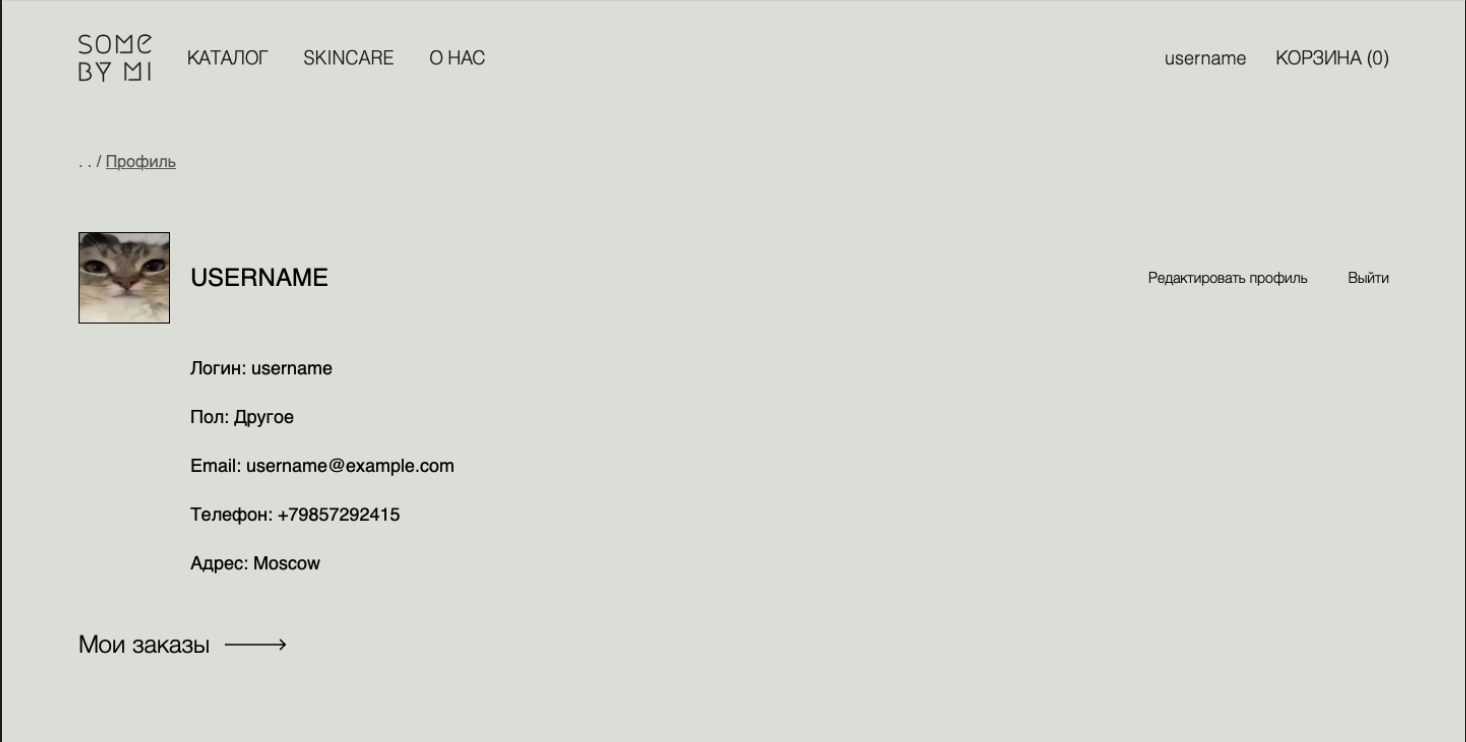 SOME
BY MI
КАТАЛОГ SKINCARE О НАС username КОРЗИНА (0)
. . / Профиль
USERNAME Редактировать профиль Выйти
Логин: username
Пол: Другое
Email: username@example.com
Телефон: +79857292415
Адрес: Moscow
Мои заказы